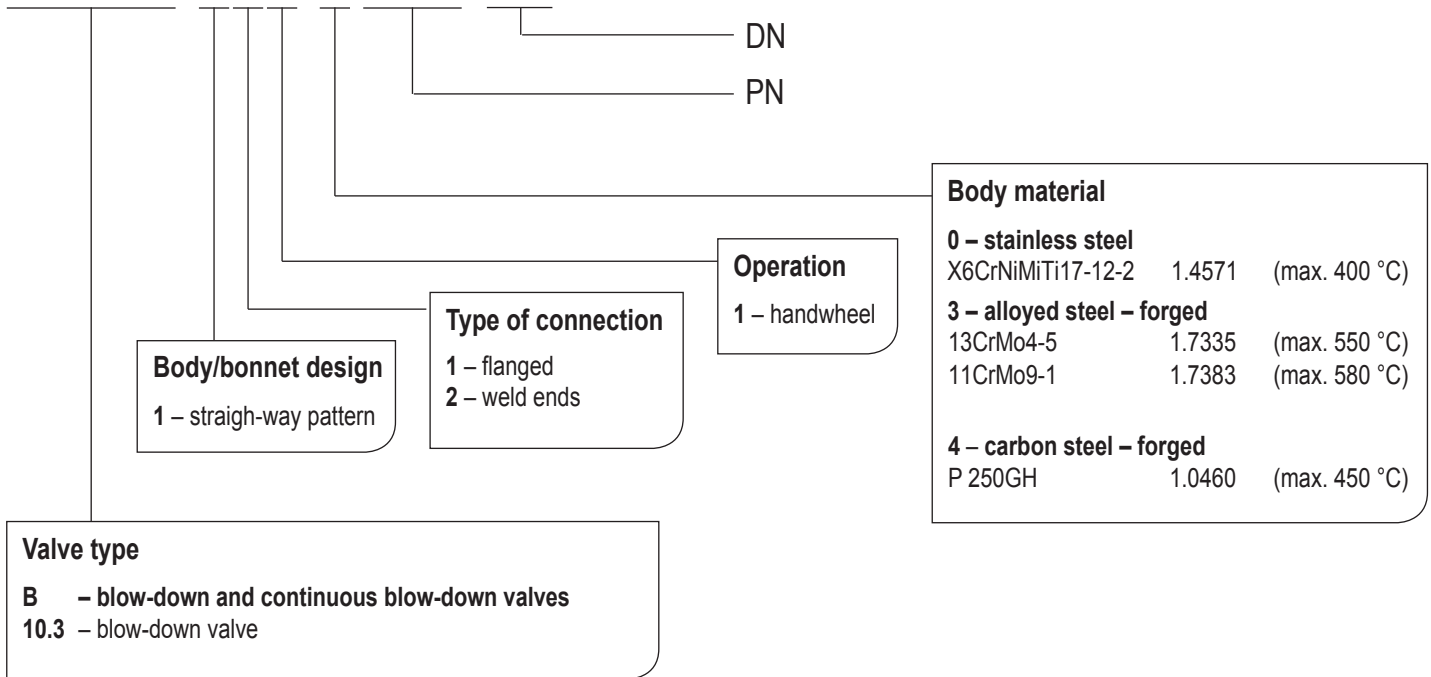 DN
PN
Body material
0 – stainless steel
X6CrNiMiTi17-12-2 1.4571 (max. 400 °C)
3 – alloyed steel – forged
13CrMo4-5 1.7335 (max. 550 °C)
11CrMo9-1 1.7383 (max. 580 °C)
4 – carbon steel – forged
P 250GH 1.0460 (max. 450 °C)
Operation
1 – handwheel
Type of connection
1 – flanged
2 – weld ends
Body/bonnet design
1 – straigh-way pattern
Valve type
B – blow-down and continuous blow-down valves
10.3 – blow-down valve